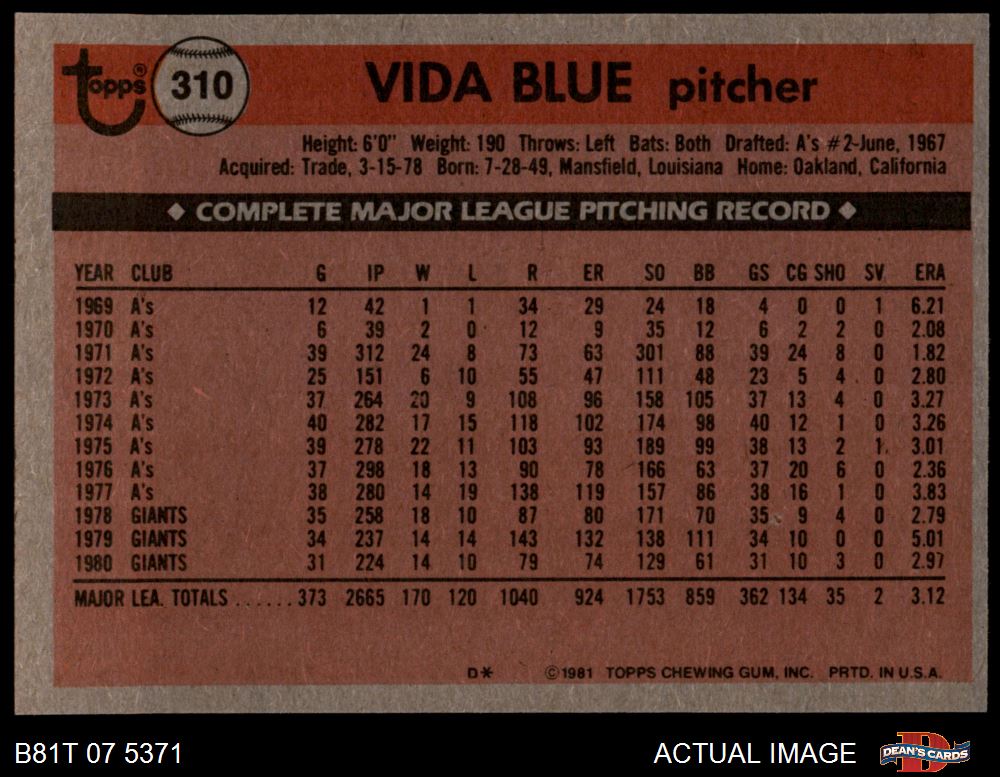 topps® 310 VIDA BLUE pitcher
Height: 6'0" Weight: 190 Throws: Left Bats: Both Drafted: A's #2-June, 1967
Acquired: Trade, 3-15-78 Born: 7-28-49, Mansfield, Louisiana Home: Oakland, California
◆ COMPLETE MAJOR LEAGUE PITCHING RECORD ◆
YEAR CLUB G IP W L R ER SO BB GS CG SHO SV ERA
1969 A's 12 42 1 1 34 29 24 18 4 0 0 1 6.21
1970 A's 6 39 2 0 12 9 35 12 6 2 2 0 2.08
1971 A's 39 312 24 8 73 63 301 88 39 24 8 0 1.82
1972 A's 25 151 6 10 55 47 111 48 23 5 4 0 2.80
1973 A's 37 264 20 9 108 96 158 105 37 13 4 0 3.27
1974 A's 40 282 17 15 118 102 174 98 40 12 1 0 3.26
1975 A's 39 278 22 11 103 93 189 99 38 13 2 1 3.01
1976 A's 37 298 18 13 90 78 166 63 37 20 6 0 2.36
1977 A's 38 280 14 19 138 119 157 86 38 16 1 0 3.83
1978 GIANTS 35 258 18 10 87 80 171 70 35 9 4 0 2.79
1979 GIANTS 34 237 14 14 143 132 138 111 34 10 0 0 5.01
1980 GIANTS 31 224 14 10 79 74 129 61 31 10 3 0 2.97
MAJOR LEA. TOTALS ...... 373 2665 170 120 1040 924 1753 859 362 134 35 2 3.12
D* ©1981 TOPPS CHEWING GUM, INC. PRTD. IN U.S.A.
B81T 07 5371 ACTUAL IMAGE DEAN'S CARDS